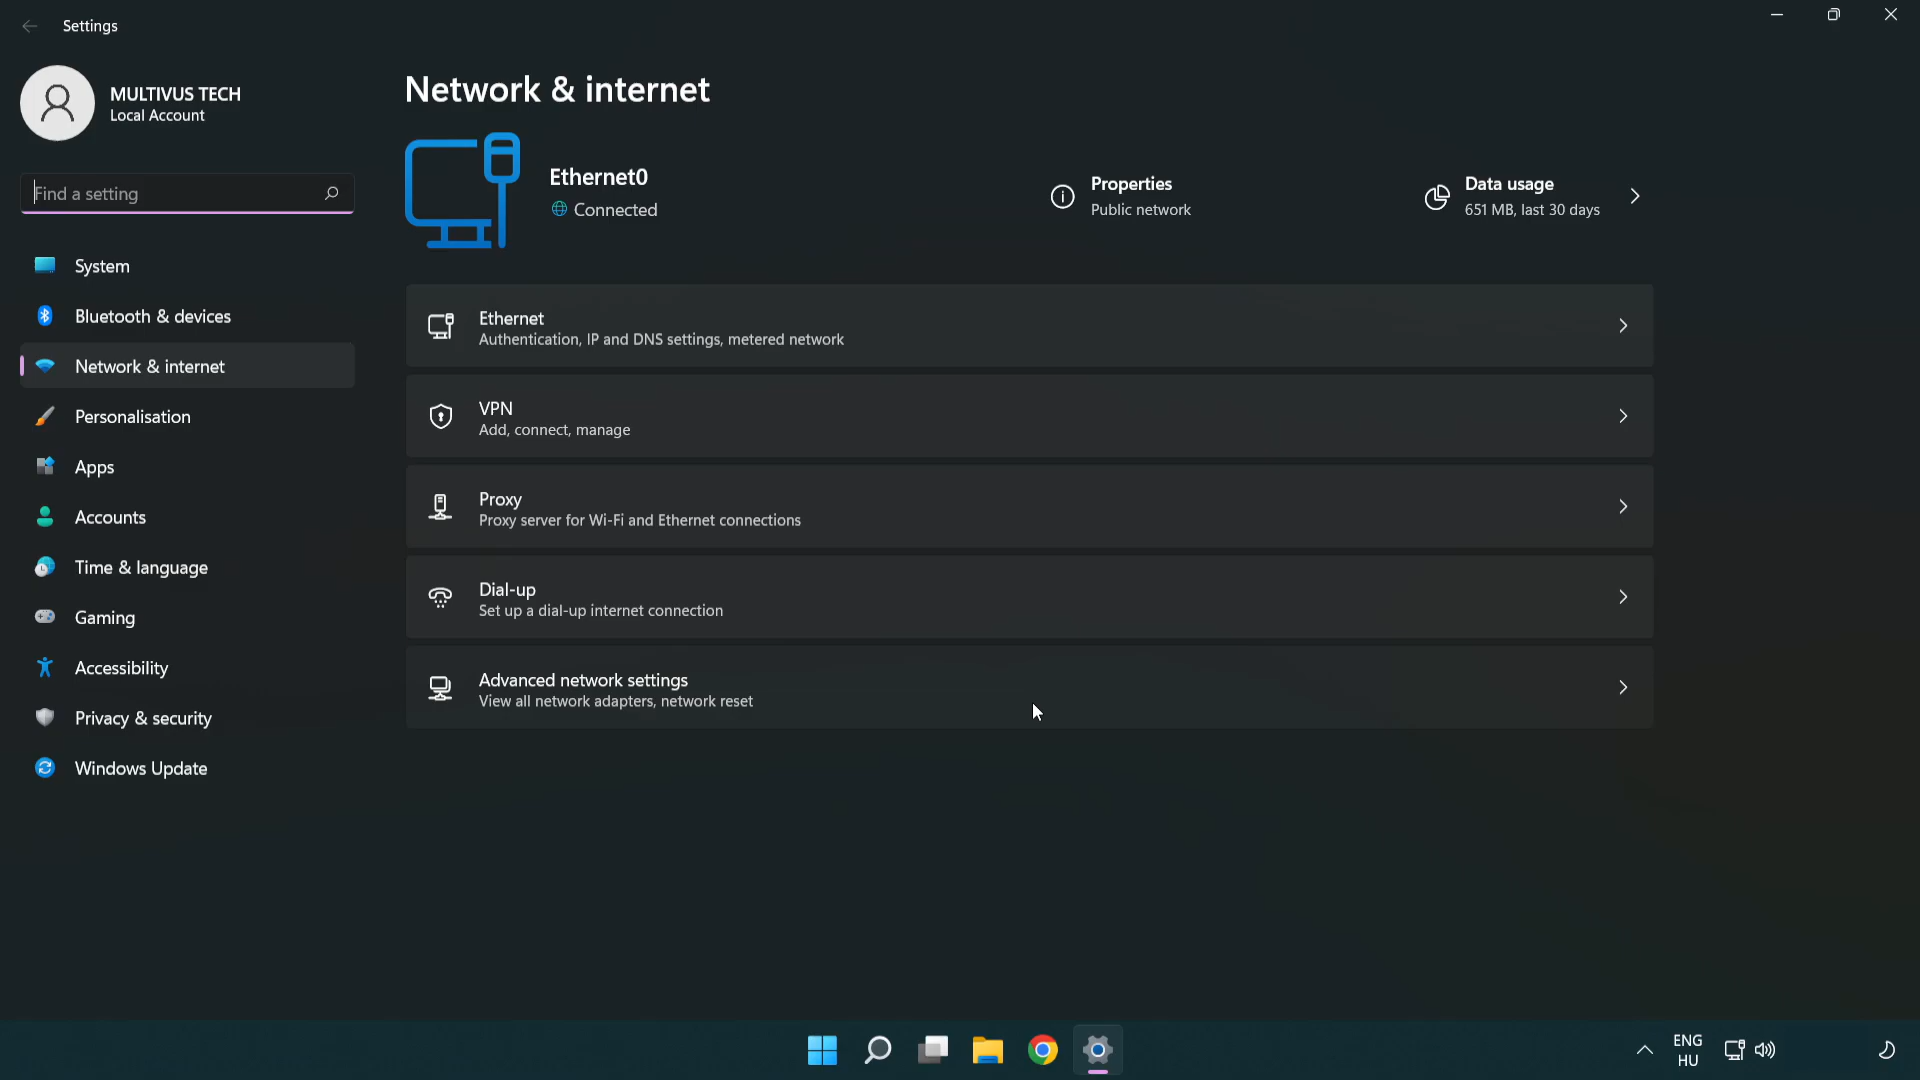 Settings
MULTIVUS TECH
Local Account
Find a setting
System
Bluetooth & devices
Network & internet
Personalisation
Apps
Accounts
Time & language
Gaming
Accessibility
Privacy & security
Windows Update
Network & internet
Ethernet0
Connected
Properties
Public network
Data usage
651 MB, last 30 days
Ethernet
Authentication, IP and DNS settings, metered network
VPN
Add, connect, manage
Proxy
Proxy server for Wi-Fi and Ethernet connections
Dial-up
Set up a dial-up internet connection
Advanced network settings
View all network adapters, network reset
ENG
HU